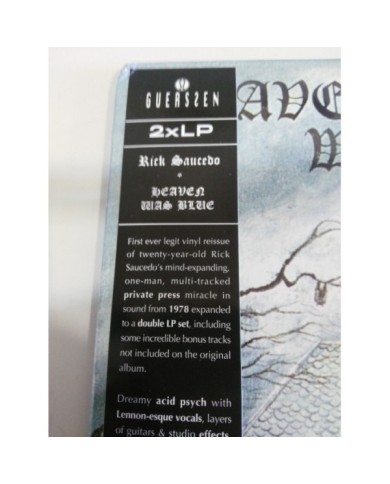 GUERSSEN
2xLP
Rick Saucedo
HEAVEN
WAS BLUE
First ever legit vinyl reissue
of twenty-year-old Rick
Saucedo's mind-expanding,
one-man, multi-tracked
private press miracle in
sound from 1978 expanded
to a double LP set, including
some incredible bonus tracks
not included on the original
album.
Dreamy acid psych with
Lennon-esque vocals, layers
of guitars & studio effects,
AVE
W